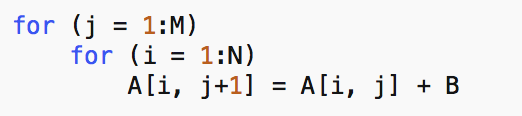 for (j = 1:M)
    for (i = 1:N)
        A[i, j+1] = A[i, j] + B